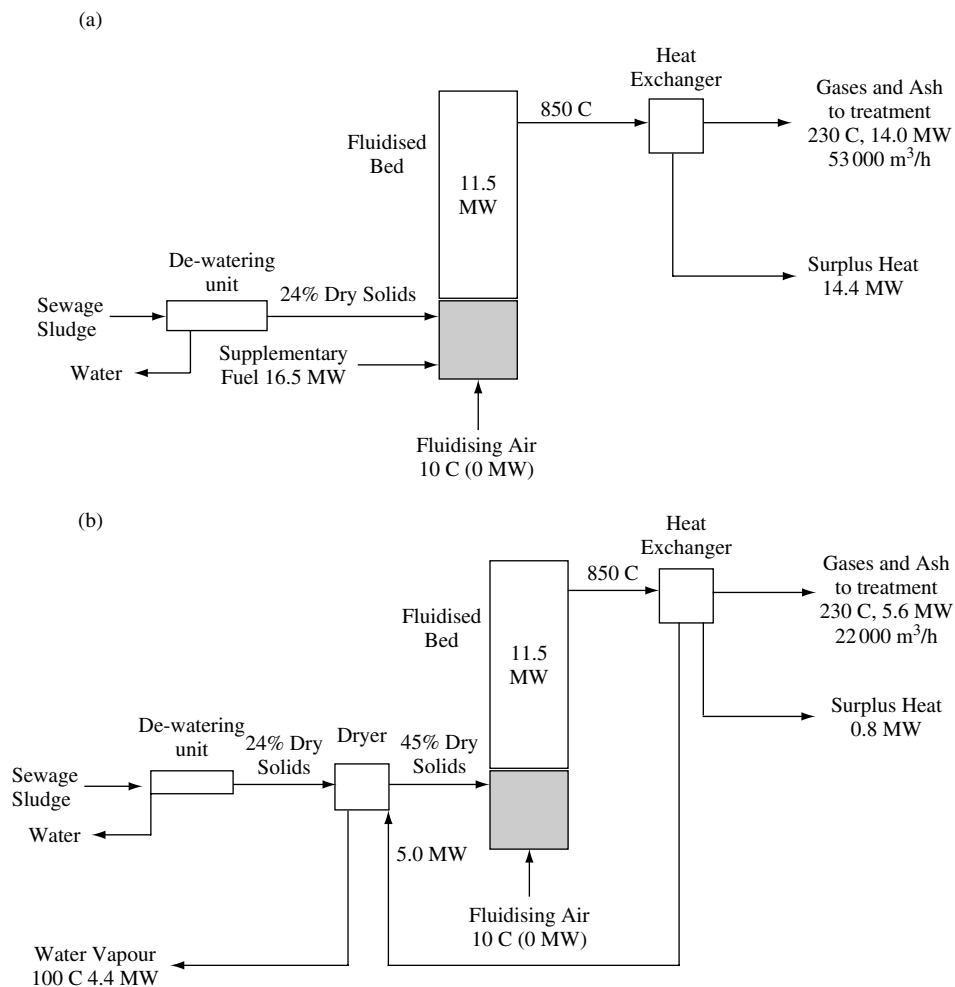 (a)
Heat
Exchanger
850 C
Gases and Ash
to treatment
230 C, 14.0 MW
53 000 m³/h
Fluidised
Bed
11.5
MW
De-watering
unit
24% Dry Solids
Surplus Heat
14.4 MW
Sewage
Sludge
Water
Supplementary
Fuel 16.5 MW
Fluidising Air
10 C (0 MW)
(b)
Heat
Exchanger
850 C
Gases and Ash
to treatment
230 C, 5.6 MW
22 000 m³/h
Fluidised
Bed
11.5
MW
Surplus Heat
0.8 MW
De-watering
unit
24% Dry
Solids
Dryer
45% Dry
Solids
Sewage
Sludge
Water
5.0 MW
Fluidising Air
10 C (0 MW)
Water Vapour
100 C 4.4 MW